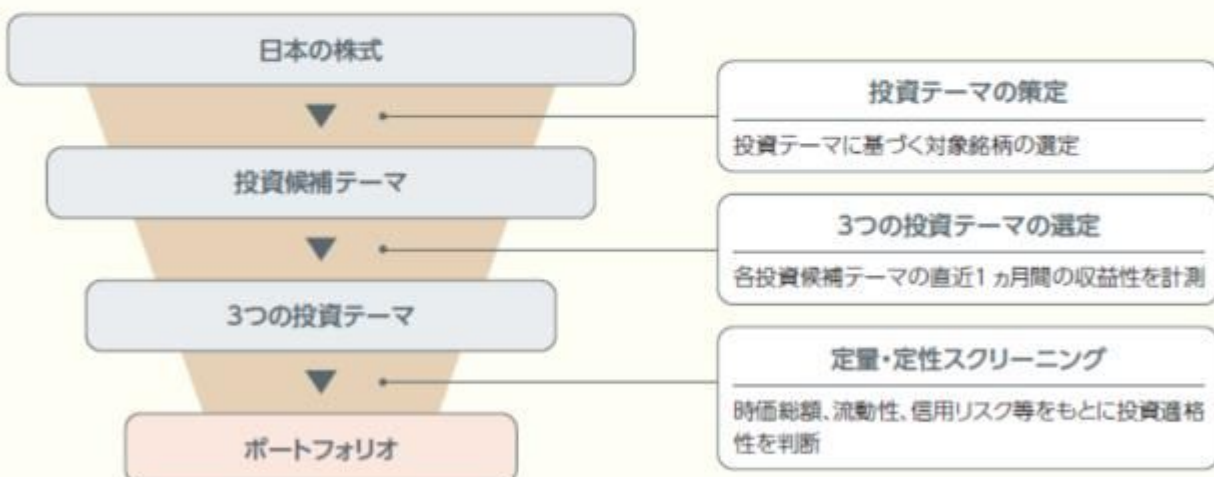 日本の株式
投資テーマの策定
投資テーマに基づく対象銘柄の選定
投資候補テーマ
3つの投資テーマの選定
各投資候補テーマの直近1ヵ月間の収益性を計測
3つの投資テーマ
定量・定性スクリーニング
時価総額、流動性、信用リスク等をもとに投資適格
性を判断
ポートフォリオ